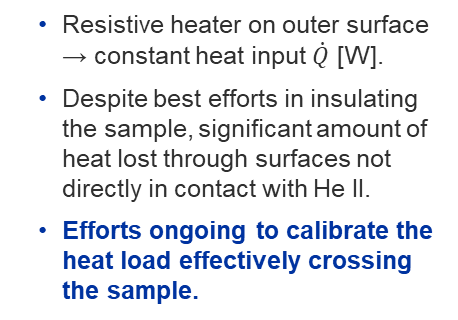 • Resistive heater on outer surface
→ constant heat input Q̇ [W].
• Despite best efforts in insulating
the sample, significant amount of
heat lost through surfaces not
directly in contact with He II.
• Efforts ongoing to calibrate the
heat load effectively crossing
the sample.